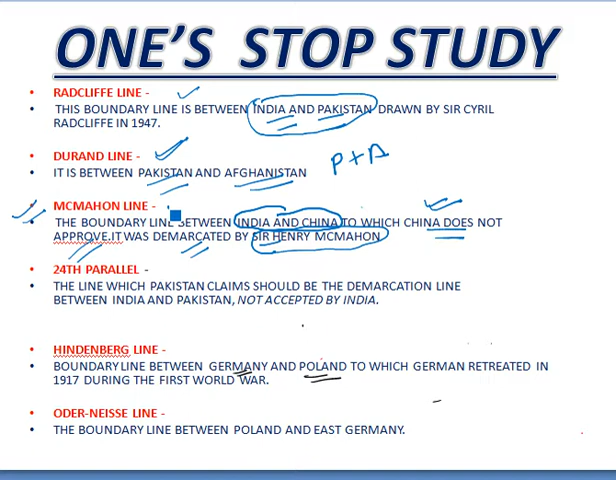 ONE'S STOP STUDY
• RADCLIFFE LINE -
• THIS BOUNDARY LINE IS BETWEEN INDIA AND PAKISTAN DRAWN BY SIR CYRIL
RADCLIFFE IN 1947.
• DURAND LINE -
• IT IS BETWEEN PAKISTAN AND AFGHANISTAN
P+A
• MCMAHON LINE -
• THE BOUNDARY LINE BETWEEN INDIA AND CHINA TO WHICH CHINA DOES NOT
APPROVE.IT WAS DEMARCATED BY SIR HENRY MCMAHON
• 24TH PARALLEL -
• THE LINE WHICH PAKISTAN CLAIMS SHOULD BE THE DEMARCATION LINE
BETWEEN INDIA AND PAKISTAN, NOT ACCEPTED BY INDIA.
• HINDENBERG LINE -
• BOUNDARY LINE BETWEEN GERMANY AND POLAND TO WHICH GERMAN RETREATED IN
1917 DURING THE FIRST WORLD WAR.
• ODER-NEISSE LINE -
• THE BOUNDARY LINE BETWEEN POLAND AND EAST GERMANY.